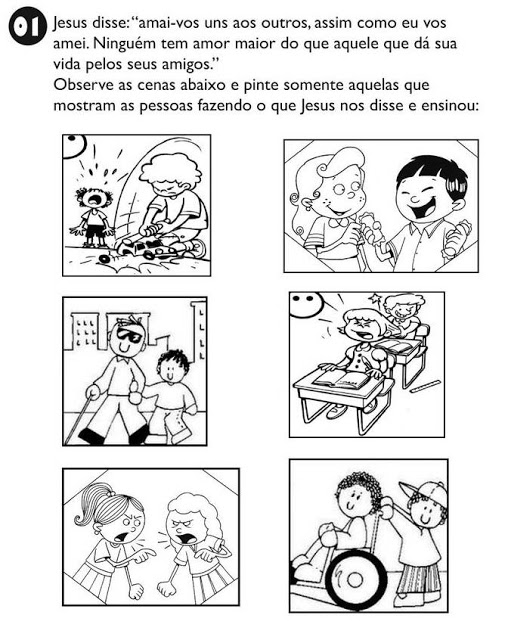 01 Jesus disse: “amai-vos uns aos outros, assim como eu vos
amei. Ninguém tem amor maior do que aquele que dá sua
vida pelos seus amigos.”
Observe as cenas abaixo e pinte somente aquelas que
mostram as pessoas fazendo o que Jesus nos disse e ensinou: